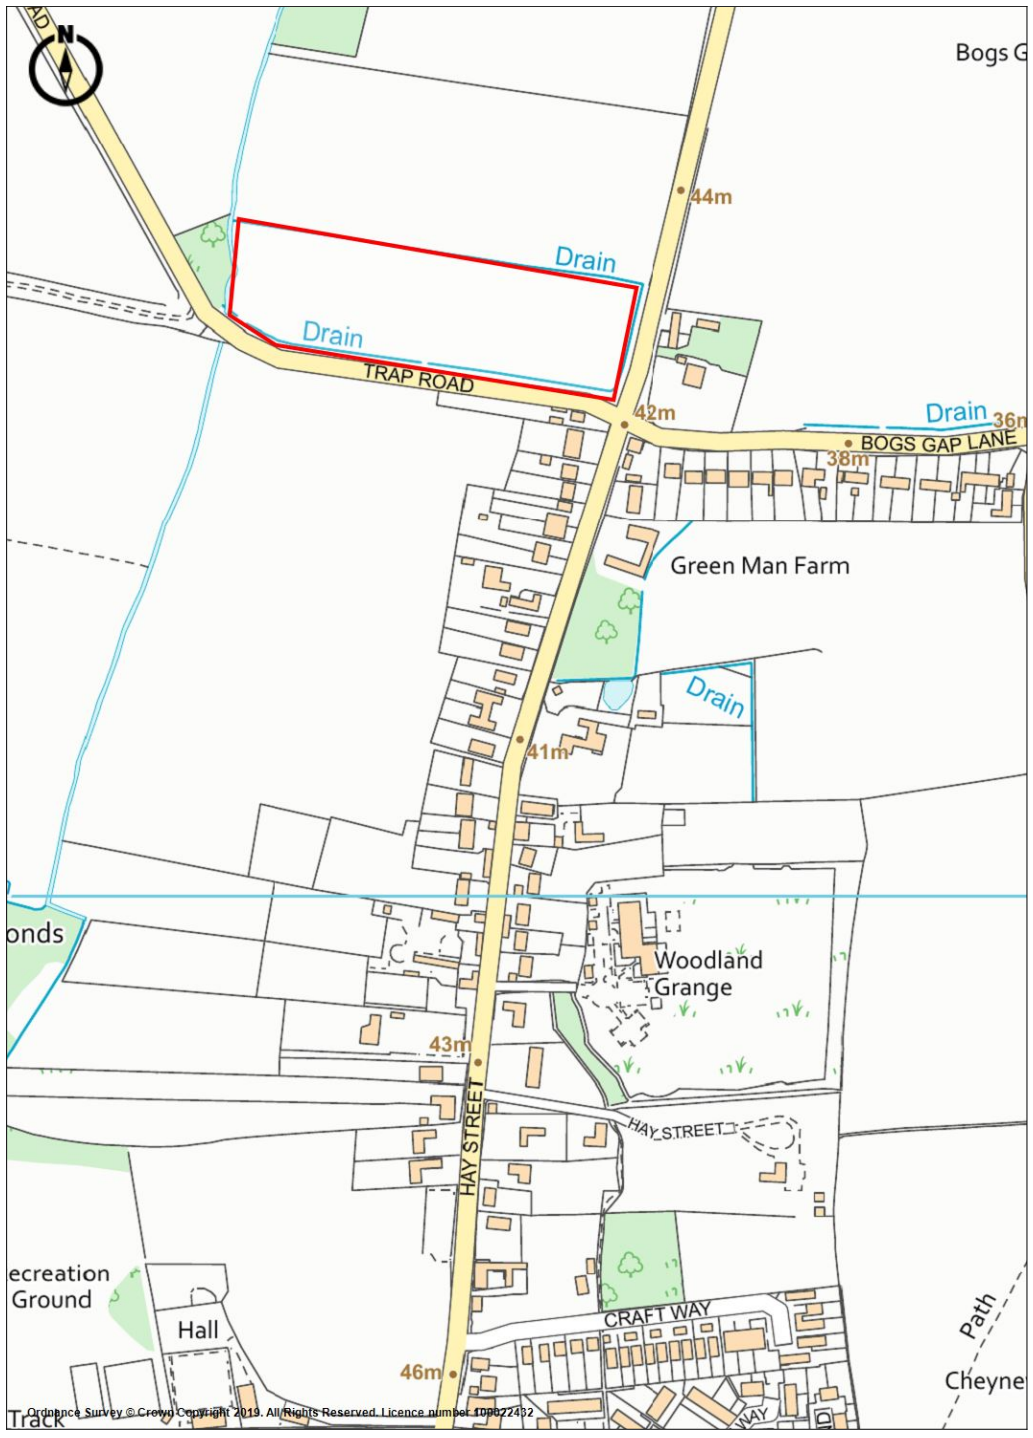 AD
N
Bogs G
44m
Drain
Drain
TRAP ROAD
42m
Drain
36m
BOGS GAP LANE
38m
Green Man Farm
Drain
41m
onds
Woodland
Grange
43m
HAY STREET
HAY STREET
ecreation
Ground
Hall
CRAFT WAY
Path
46m
Cheyne
Track
Ordnance Survey © Crown Copyright 2019. All Rights Reserved. Licence number 100022432
WAY